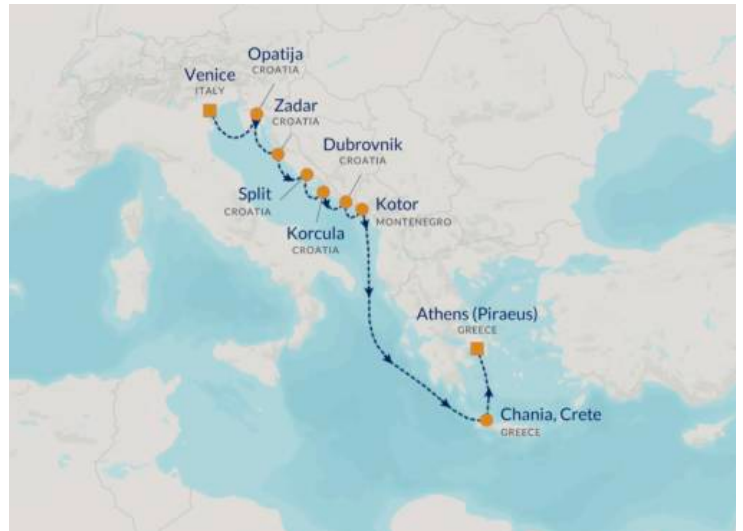 Opatija
CROATIA
Venice
ITALY
Zadar
CROATIA
Dubrovnik
CROATIA
Split
CROATIA
Kotor
MONTENEGRO
Korcula
CROATIA
Athens (Piraeus)
GREECE
Chania, Crete
GREECE